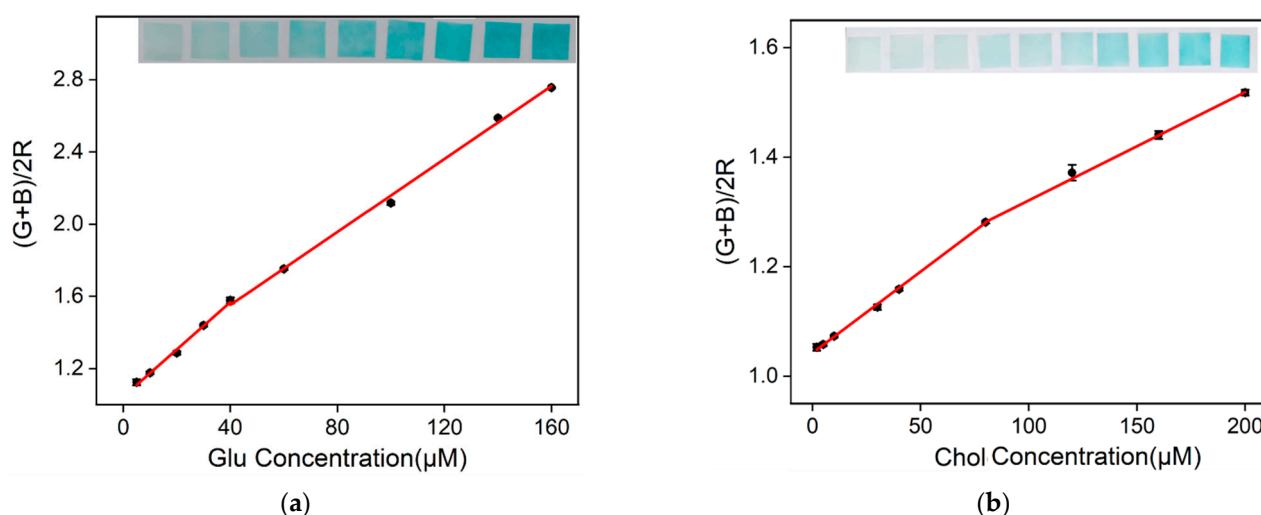 2.8
2.4
2.0
1.6
1.2
(G+B)/2R
0 40 80 120 160
Glu Concentration(μM)
(a)
1.6
1.4
1.2
1.0
(G+B)/2R
0 50 100 150 200
Chol Concentration(μM)
(b)